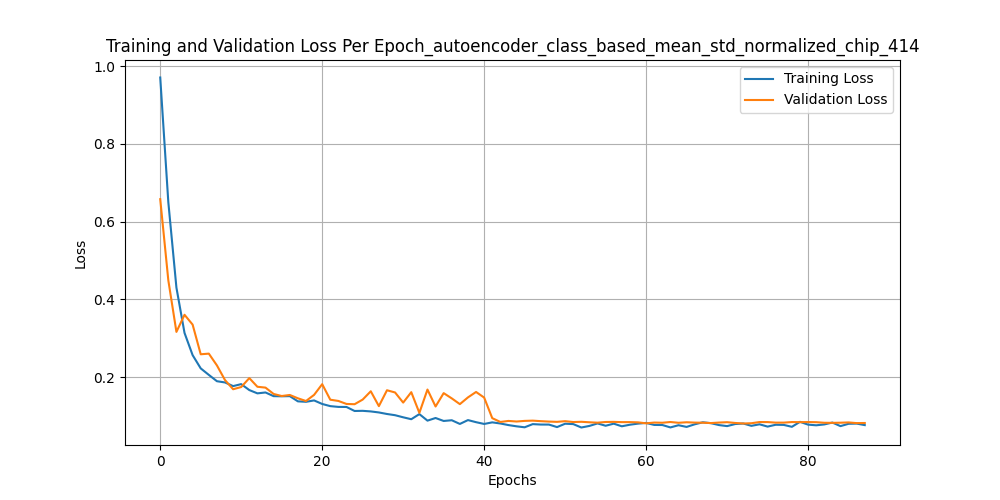 Training and Validation Loss Per Epoch_autoencoder_class_based_mean_std_normalized_chip_414
Training Loss
Validation Loss
1.0
0.8
0.6
0.4
0.2
Loss
0
20
40
60
80
Epochs